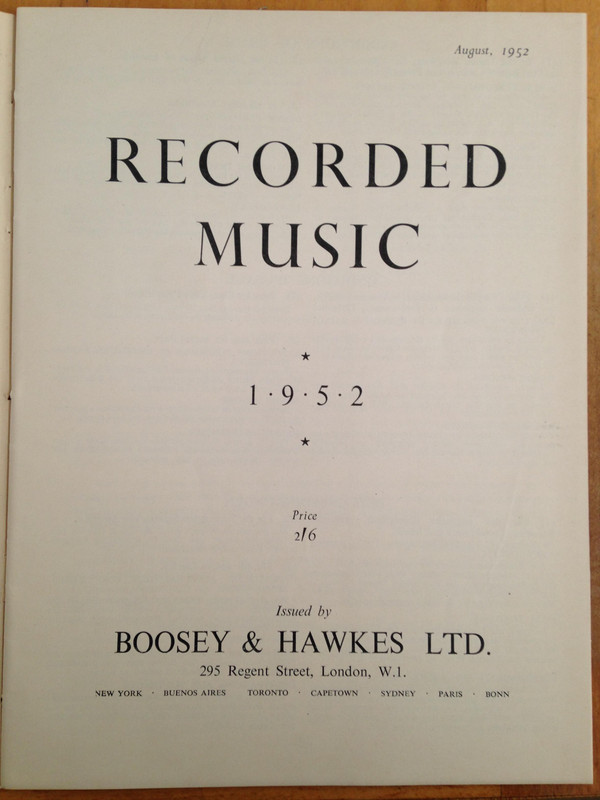 August, 1952
RECORDED
MUSIC
★
1·9·5·2
★
Price
2/6
Issued by
BOOSEY & HAWKES LTD.
295 Regent Street, London, W.1.
NEW YORK · BUENOS AIRES TORONTO · CAPETOWN · SYDNEY · PARIS · BONN